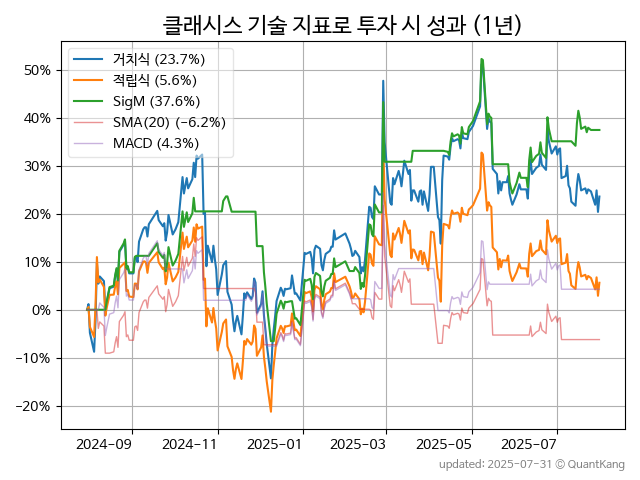 클래시스 기술 지표로 투자 시 성과 (1년)
거치식 (23.7%)
적립식 (5.6%)
SigM (37.6%)
SMA(20) (−6.2%)
MACD (4.3%)
50%
40%
30%
20%
10%
0%
−10%
−20%
2024-09 2024-11 2025-01 2025-03 2025-05 2025-07
updated: 2025-07-31 © QuantKang